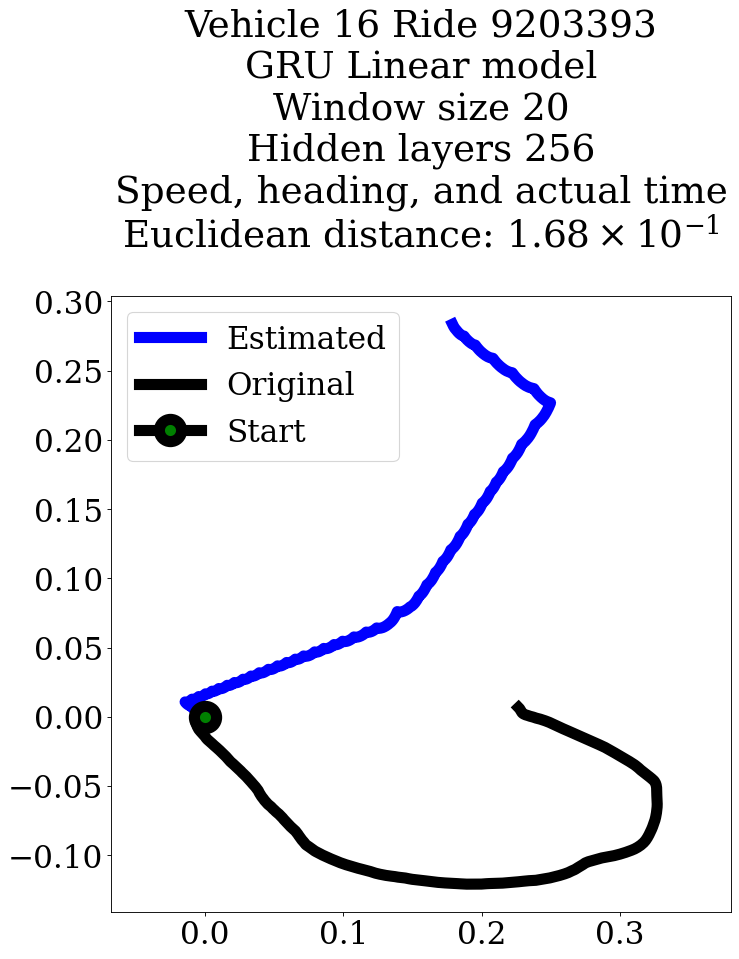 Vehicle 16 Ride 9203393
GRU Linear model
Window size 20
Hidden layers 256
Speed, heading, and actual time
Euclidean distance: 1.68 × 10⁻¹
Estimated
Original
Start
0.30
0.25
0.20
0.15
0.10
0.05
0.00
−0.05
−0.10
0.0 0.1 0.2 0.3